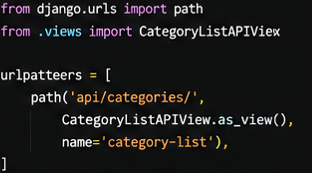 from django.urls import path
from .views import CategoryListAPIViex

urlpatteers = [
    path('api/categories/',
        CategoryListAPIView.as_view(),
        name='category-list'),
]